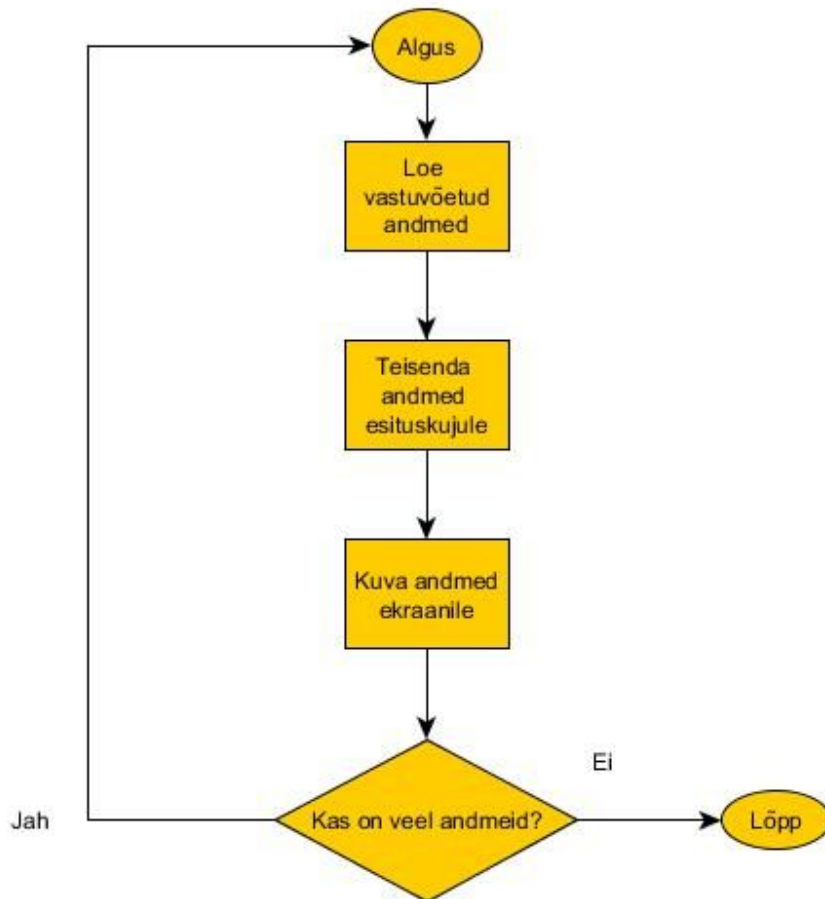 Algus
Loe
vastuvõetud
andmed
Teisenda
andmed
esituskujule
Kuva andmed
ekraanile
Ei
Jah
Kas on veel andmeid?
Lõpp